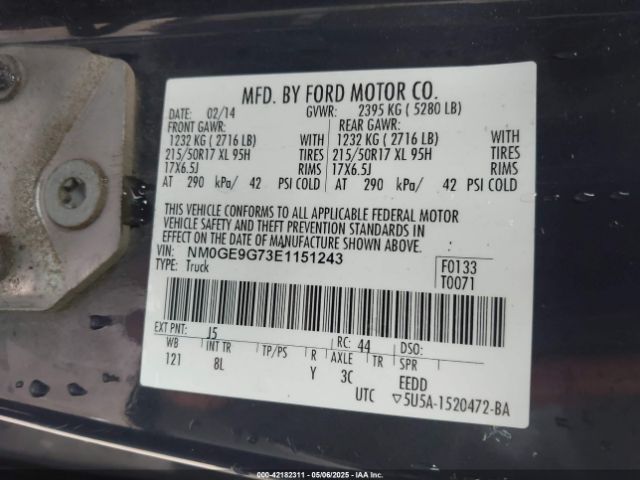 MFD. BY FORD MOTOR CO.
DATE: 02/14 GVWR: 2395 KG ( 5280 LB)
FRONT GAWR: REAR GAWR:
1232 KG ( 2716 LB) WITH 1232 KG ( 2716 LB) WITH
215/50R17 XL 95H TIRES 215/50R17 XL 95H TIRES
17X6.5J RIMS 17X6.5J RIMS
AT 290 kPa/ 42 PSI COLD AT 290 kPa/ 42 PSI COLD
THIS VEHICLE CONFORMS TO ALL APPLICABLE FEDERAL MOTOR
VEHICLE SAFETY AND THEFT PREVENTION STANDARDS IN
EFFECT ON THE DATE OF MANUFACTURE SHOWN ABOVE.
VIN: NM0GE9G73E1151243
TYPE: Truck
F0133
T0071
EXT PNT: J5 RC: 44 DSO:
WB INT TR TP/PS R AXLE TR SPR
121 8L Y 3C EEDD
UTC ▽5U5A-1520472-BA
000-42182311 - 05/06/2025 - IAAI.CA